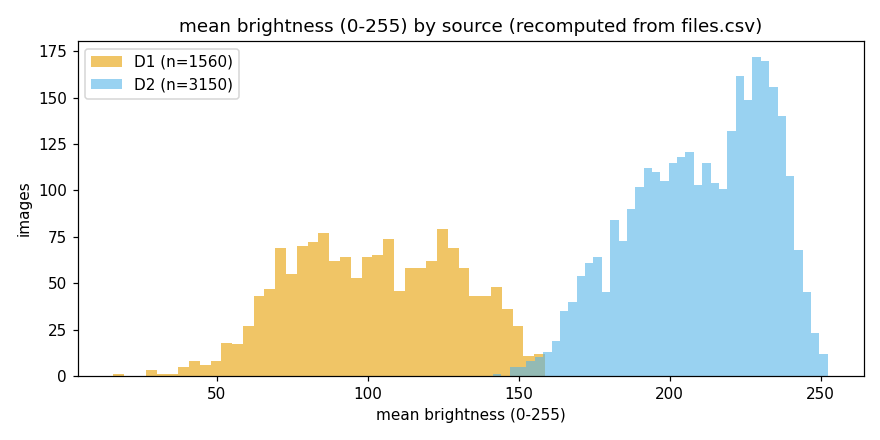 mean brightness (0-255) by source (recomputed from files.csv)
D1 (n=1560)
D2 (n=3150)
images
175
150
125
100
75
50
25
0
50
100
150
200
250
mean brightness (0-255)